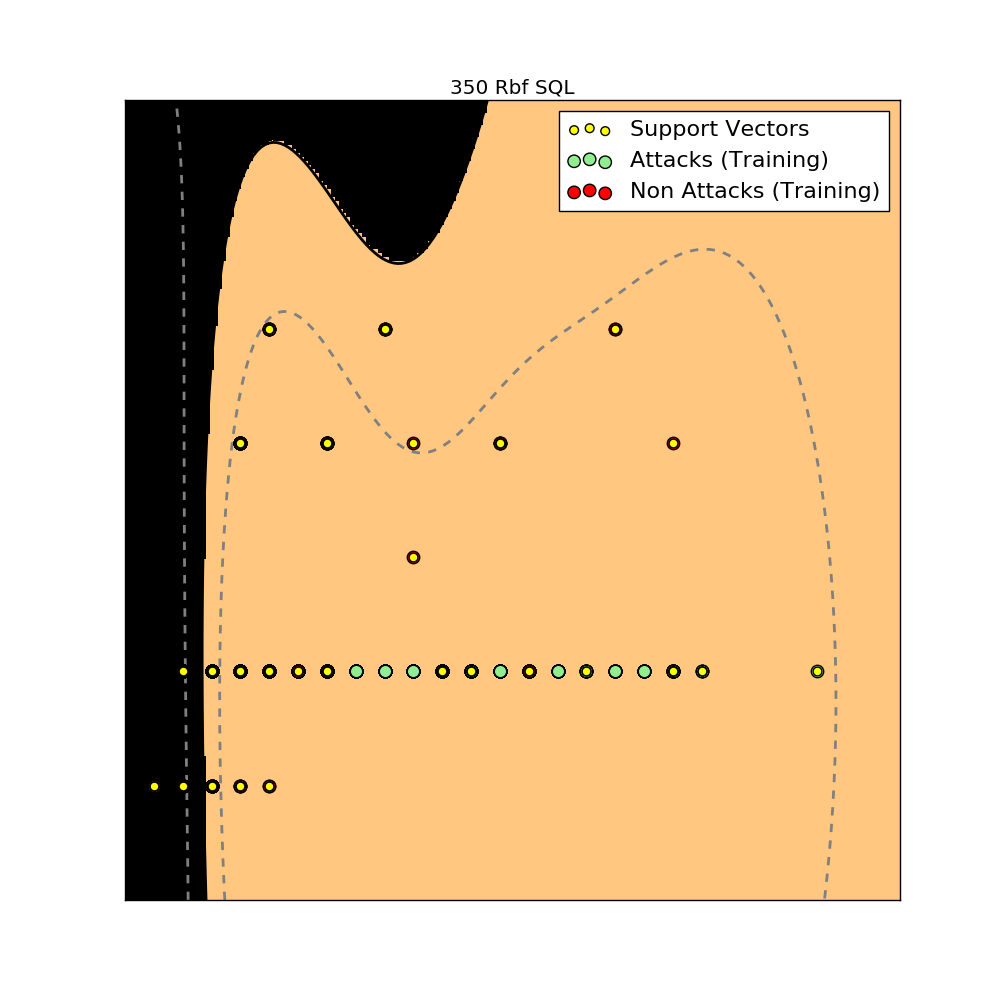 350 Rbf SQL
Support Vectors
Attacks (Training)
Non Attacks (Training)